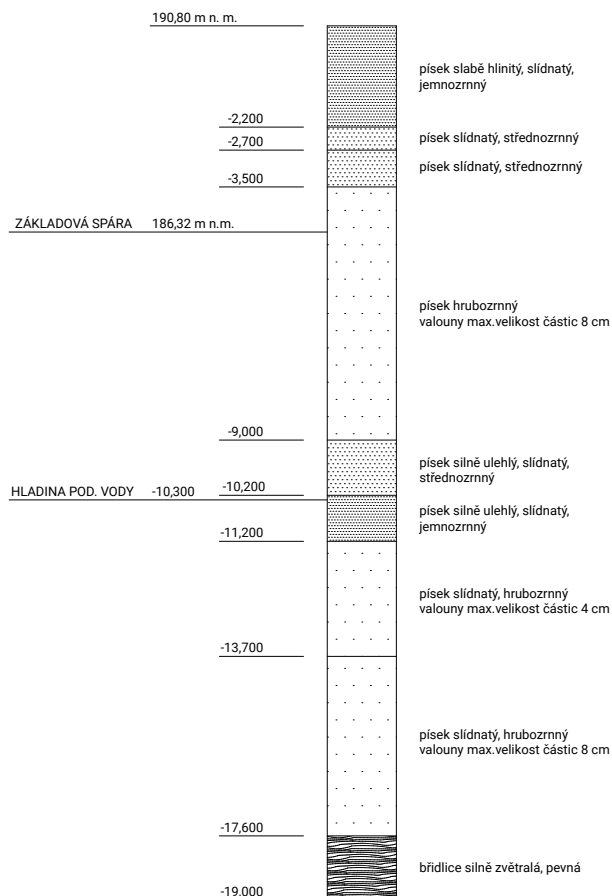 190,80 m n. m.
písek slabě hlinitý, slídnatý,
jemnozrnný
-2,200
písek slídnatý, střednozrnný
-2,700
písek slídnatý, střednozrnný
-3,500
ZÁKLADOVÁ SPÁRA 186,32 m n.m.
písek hrubozrnný
valouny max.velikost částic 8 cm
-9,000
písek silně ulehlý, slídnatý,
střednozrnný
-10,200
HLADINA POD. VODY -10,300
písek silně ulehlý, slídnatý,
jemnozrnný
-11,200
písek slídnatý, hrubozrnný
valouny max.velikost částic 4 cm
-13,700
písek slídnatý, hrubozrnný
valouny max.velikost částic 8 cm
-17,600
břidlice silně zvětralá, pevná
-19,000